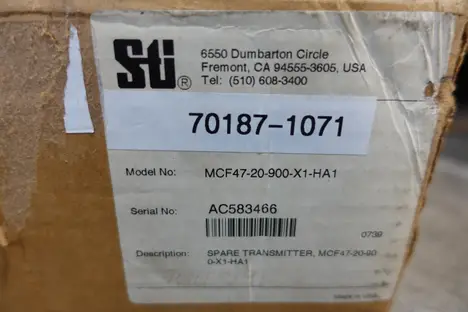 Sti®
6550 Dumbarton Circle
Fremont, CA 94555-3605, USA
Tel: (510) 608-3400
70187-1071
Model No: MCF47-20-900-X1-HA1
Serial No: AC583466
0739
Description: SPARE TRANSMITTER, MCF47-20-90
0-X1-HA1
Made in USA